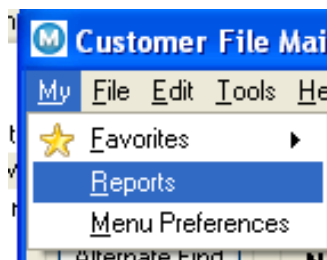 Customer File Mai
My File Edit Tools He
Favorites
Reports
Menu Preferences
Alternate Find